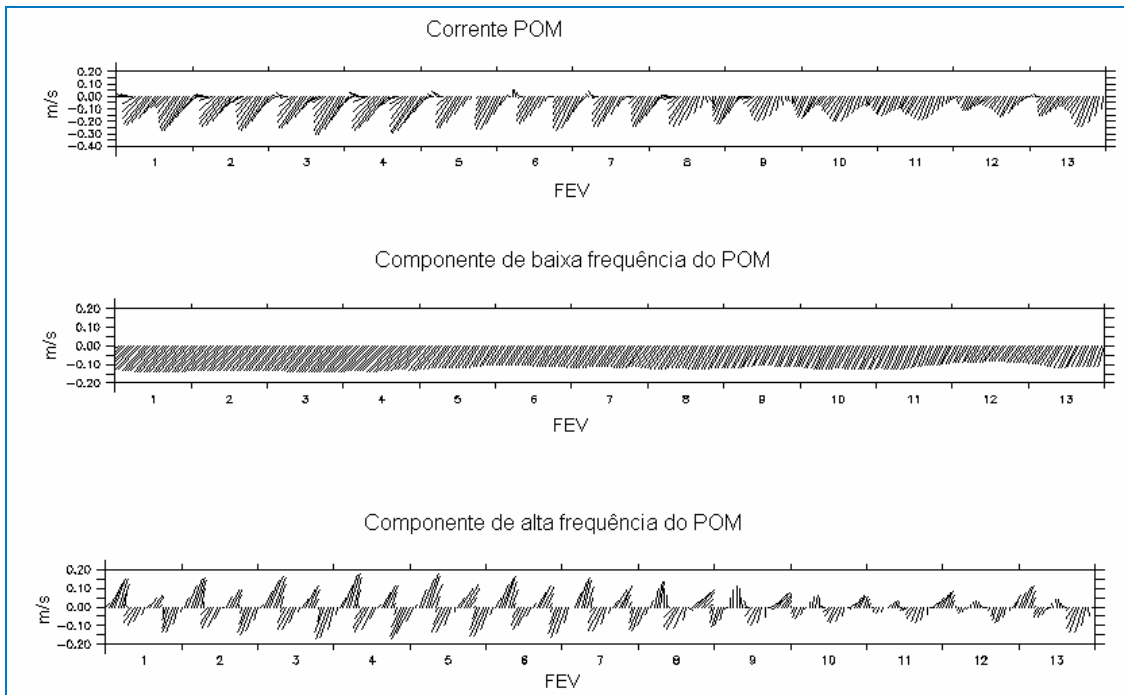 Corrente POM
0.20
0.10
0.00
−0.10
−0.20
−0.30
−0.40
m/s
1 2 3 4 5 6 7 8 9 10 11 12 13
FEV
Componente de baixa frequência do POM
0.20
0.10
0.00
−0.10
−0.20
m/s
1 2 3 4 5 6 7 8 9 10 11 12 13
FEV
Componente de alta frequência do POM
0.20
0.10
0.00
−0.10
−0.20
m/s
1 2 3 4 5 6 7 8 9 10 11 12 13
FEV